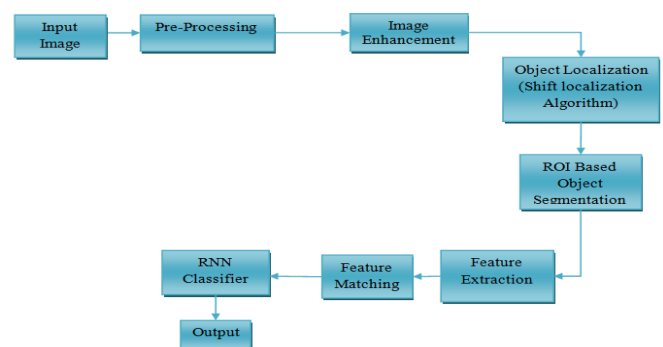 Input
Image
Pre-Processing
Image
Enhancement
Object Localization
(Shift localization
Algorithm)
ROI Based
Object
Segmentation
Feature
Extraction
Feature
Matching
RNN
Classifier
Output